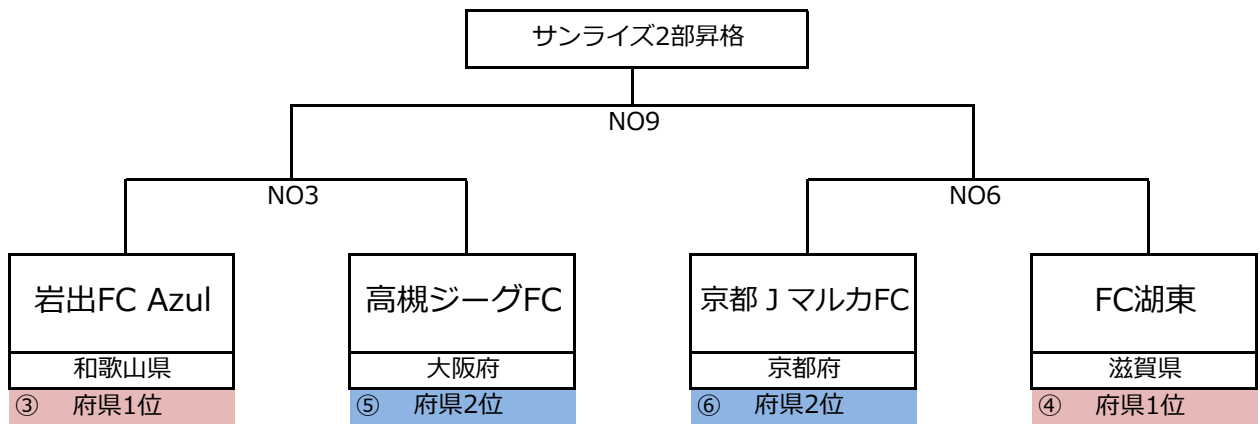 サンライズ2部昇格
NO9
NO3
NO6
岩出FC Azul
高槻ジーグFC
京都Jマルカ FC
FC湖東
和歌山県
大阪府
京都府
滋賀県
③ 府県1位
⑤ 府県2位
⑥ 府県2位
④ 府県1位